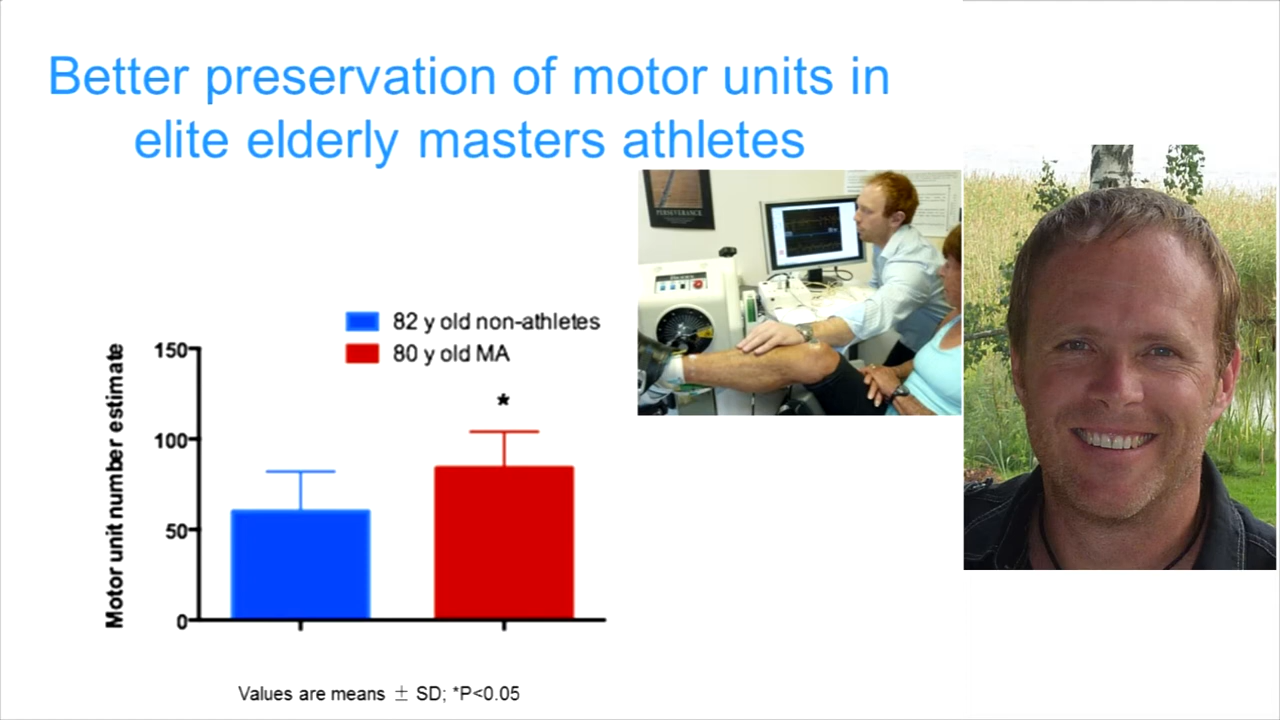 Better preservation of motor units in
elite elderly masters athletes
PERSEVERANCE
82 y old non-athletes
80 y old MA
*
Motor unit number estimate
150
100
50
0
Values are means ± SD; *P<0.05